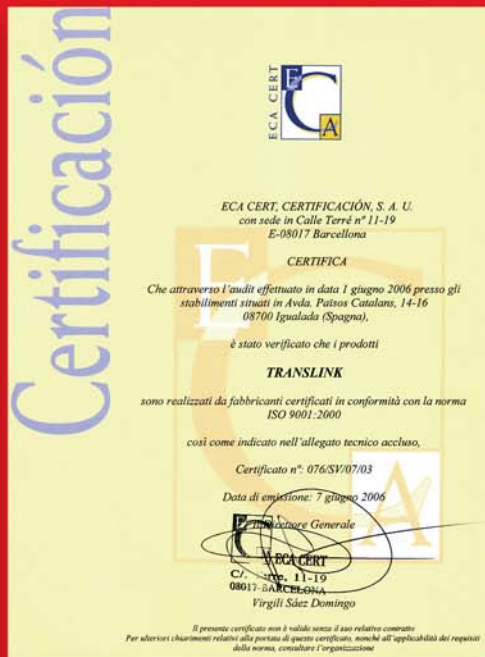 Certificación
ECA CERT
E C A
ECA CERT, CERTIFICACIÓN, S. A. U.
con sede in Calle Terré nº 11-19
E-08017 Barcellona
CERTIFICA
Che attraverso l'audit effettuato in data 1 giugno 2006 presso gli
stabilimenti situati in Avda. Països Catalans, 14-16
08700 Igualada (Spagna),
è stato verificato che i prodotti
TRANSLINK
sono realizzati da fabbricanti certificati in conformità con la norma
ISO 9001:2000
così come indicato nell'allegato tecnico accluso,
Certificato nº: 076/SV/07/03
Data di emissione: 7 giugno 2006
Generale
ECA CERT
C/. 11-19
08017-BARCELONA
Virgili Sáez Domingo
Il presente certificato non è valido senza il suo relativo contratto
Per ulteriori chiarimenti relativi alla portata di questo certificato, nonché all'applicabilità dei requisiti
della norma, consultare l'organizzazione